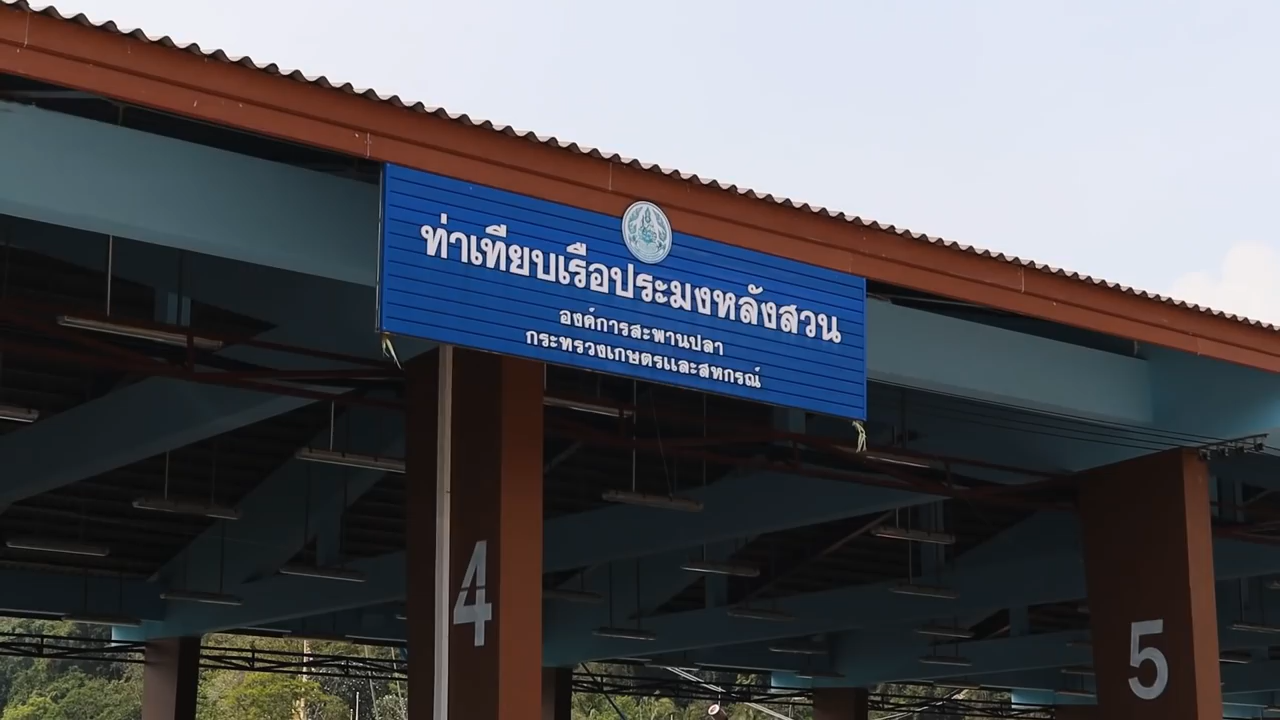 ท่าเทียบเรือประมงหลังสวน
องค์การสะพานปลา
กระทรวงเกษตรและสหกรณ์
4
5